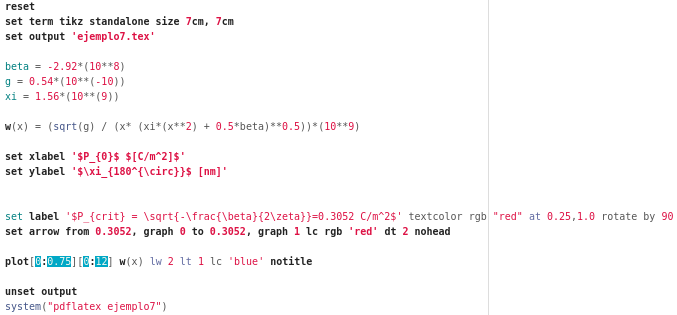 reset
set term tikz standalone size 7cm, 7cm
set output 'ejemplo7.tex'
beta = -2.92*(10**8)
g = 0.54*(10**(-10))
xi = 1.56*(10**(9))
w(x) = (sqrt(g) / (x* (xi*(x**2) + 0.5*beta)**0.5))*(10**9)
set xlabel '$P_{0}$ $[C/m^2]$'
set ylabel '$\xi_{180^{\circ}}$ [nm]'
set label '$P_{crit} = \sqrt{-\frac{\beta}{2\zeta}}=0.3052 C/m^2$' textcolor rgb "red" at 0.25,1.0 rotate by 90
set arrow from 0.3052, graph 0 to 0.3052, graph 1 lc rgb 'red' dt 2 nohead
plot[0:0.75][0:12] w(x) lw 2 lt 1 lc 'blue' notitle
unset output
system("pdflatex ejemplo7")